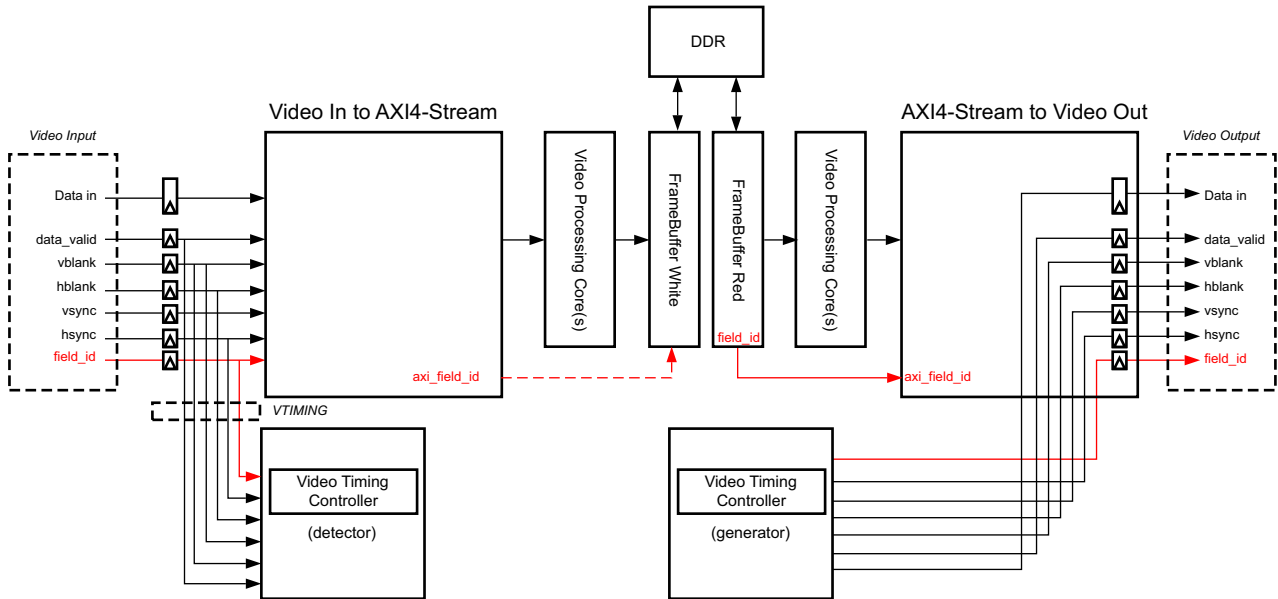 DDR
Video In to AXI4-Stream
AXI4-Stream to Video Out
Video Input
Video Output
Data in
data_valid
vblank
hblank
vsync
hsync
field_id
axi_field_id
Video Processing Core(s)
FrameBuffer White
FrameBuffer Red
field_id
Video Processing Core(s)
axi_field_id
Data in
data_valid
vblank
hblank
vsync
hsync
field_id
VTIMING
Video Timing
Controller
(detector)
Video Timing
Controller
(generator)